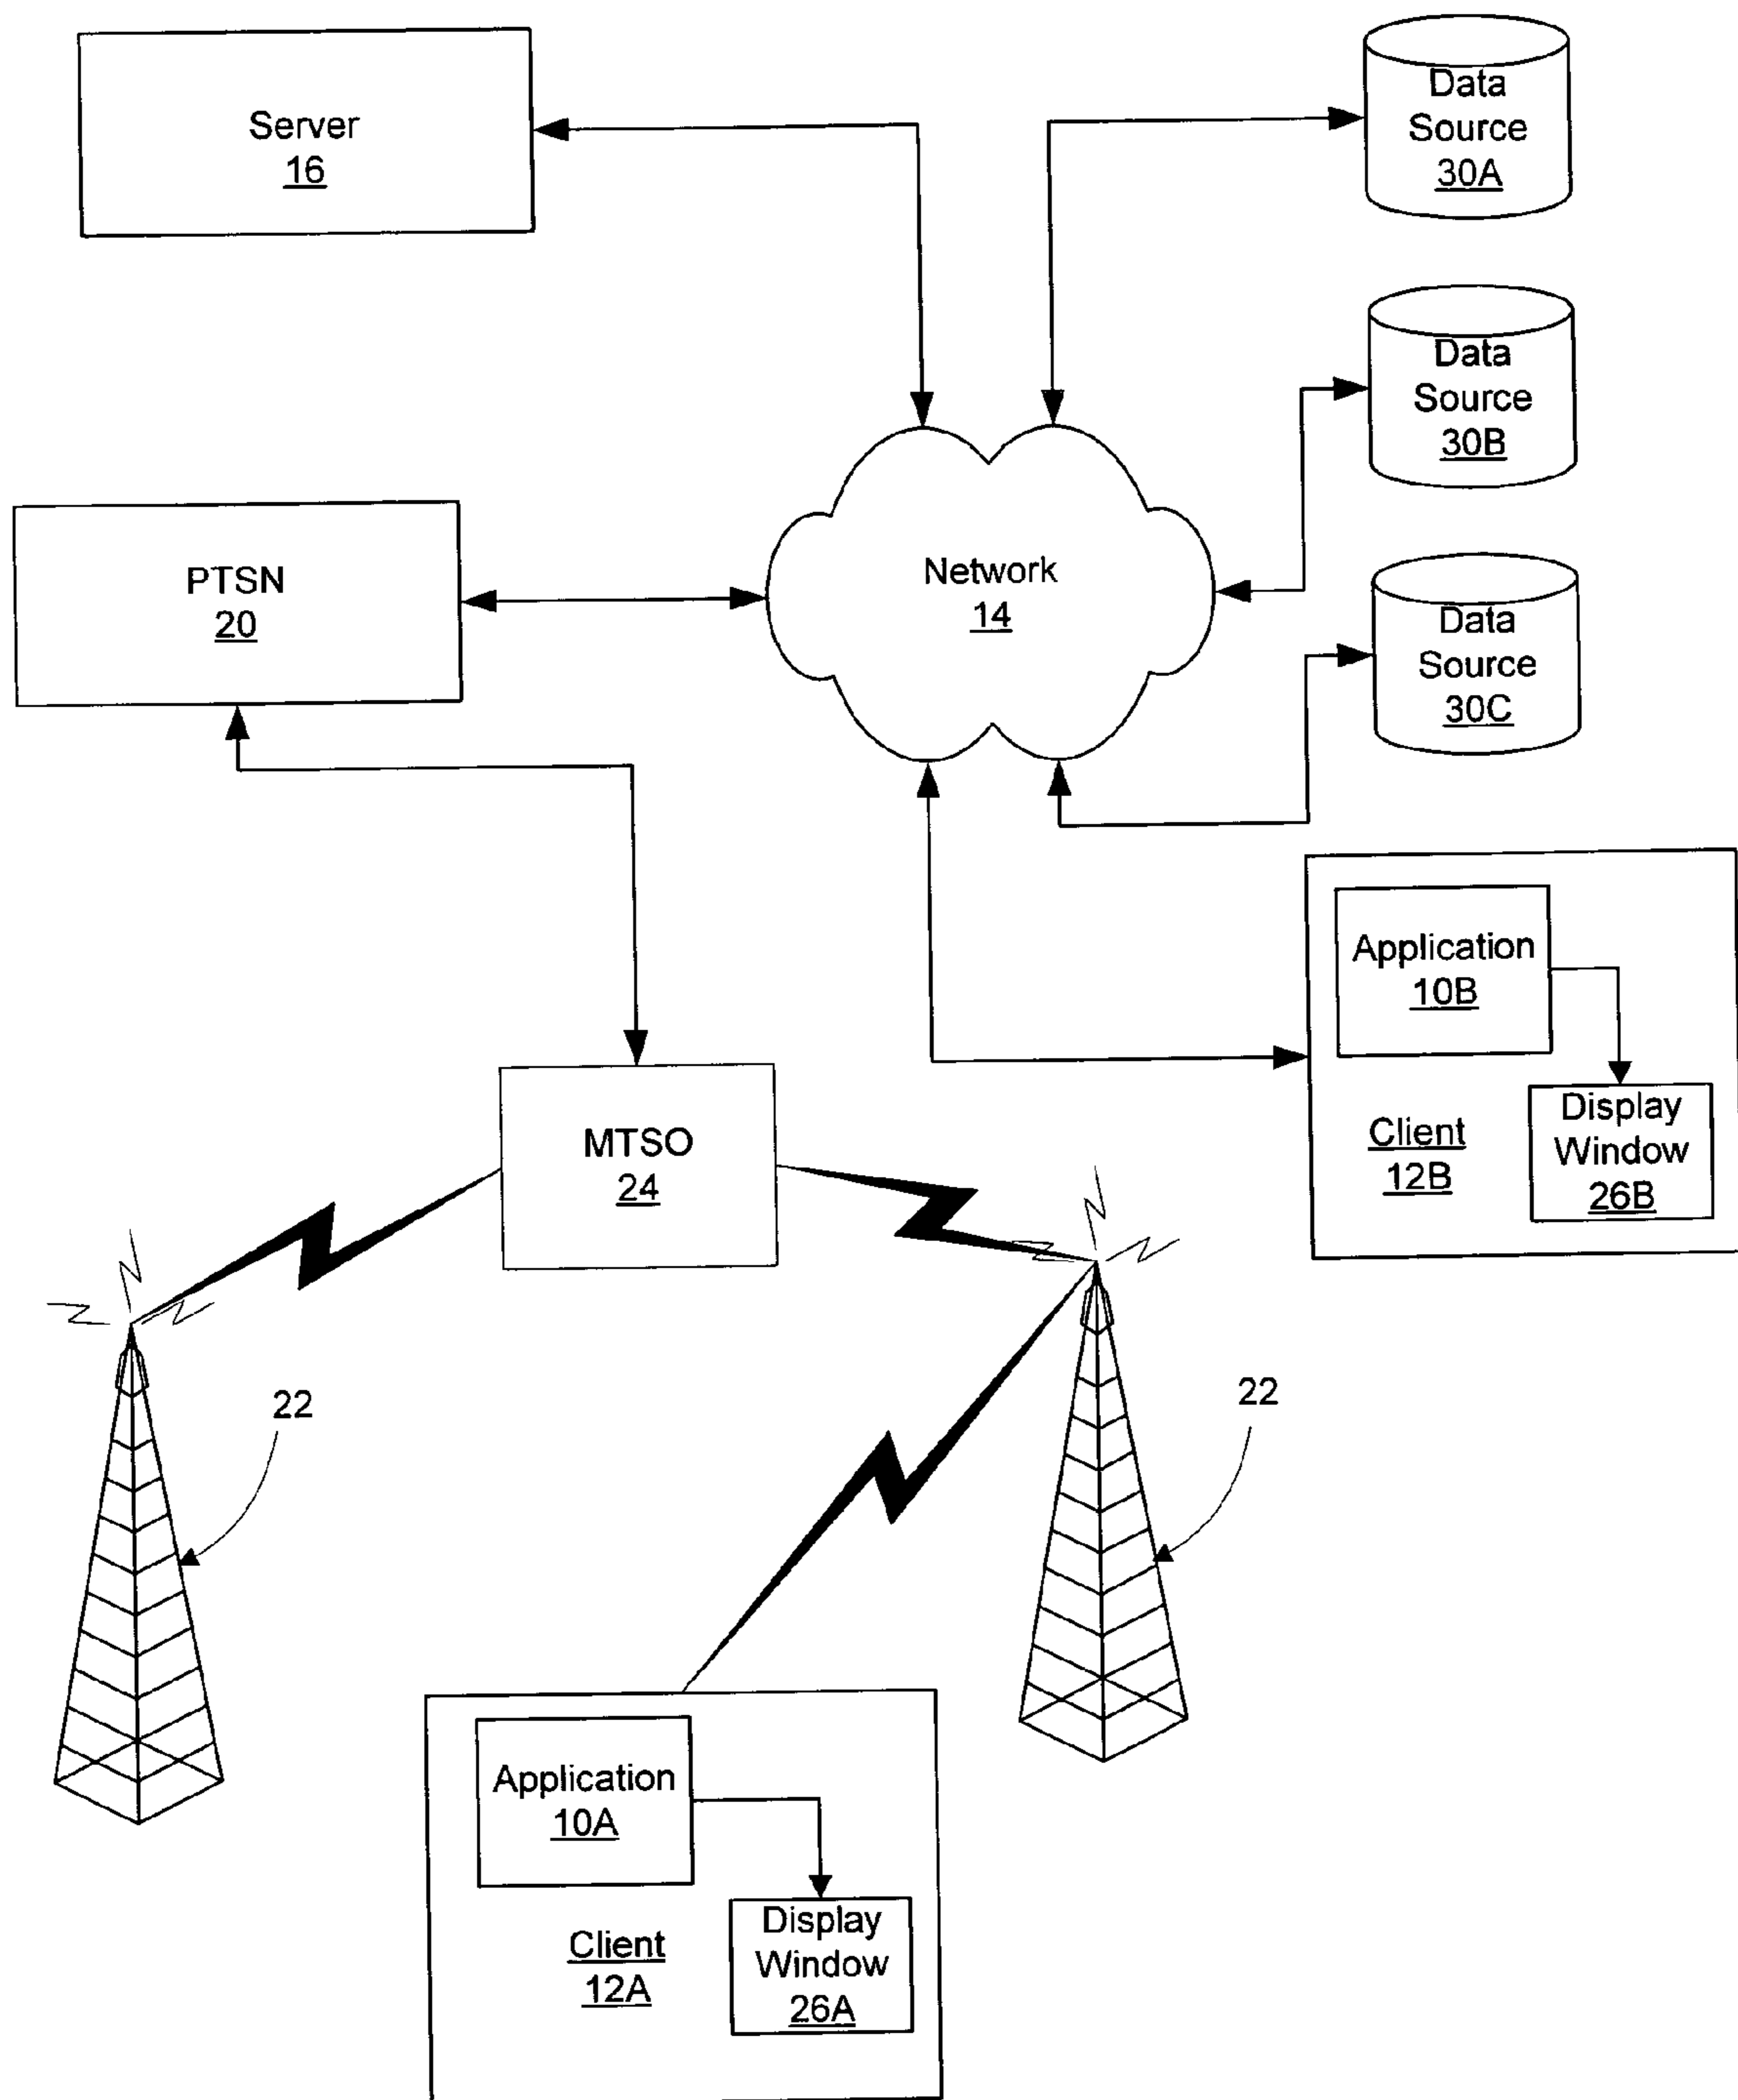 Server
16
Data
Source
30A
Data
Source
30B
PTSN
20
Network
14
Data
Source
30C
Application
10B
Client
12B
Display
Window
26B
MTSO
24
22
22
Application
10A
Client
12A
Display
Window
26A